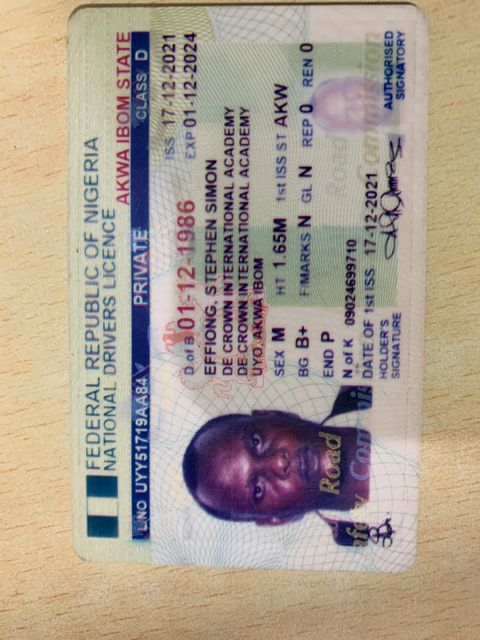 FEDERAL REPUBLIC OF NIGERIA
NATIONAL DRIVERS LICENCE
AKWA IBOM STATE
L/NO UYY51719AA84 PRIVATE CLASS D
ISS 17-12-2021
D of B 01-12-1986 EXP 01-12-2024
EFFIONG, STEPHEN SIMON
DE CROWN INTERNATIONAL ACADEMY
DE CROWN INTERNATIONAL ACADEMY
UYO, AKWA IBOM
SEX M HT 1.65M 1st ISS ST AKW
BG B+ F/MARKS N GL N REP 0 REN 0
END P
N of K 09024699710
DATE OF 1st ISS 17-12-2021
HOLDER'S
SIGNATURE
AUTHORISED
SIGNATORY
Road
Safety Commission
Road
Commission